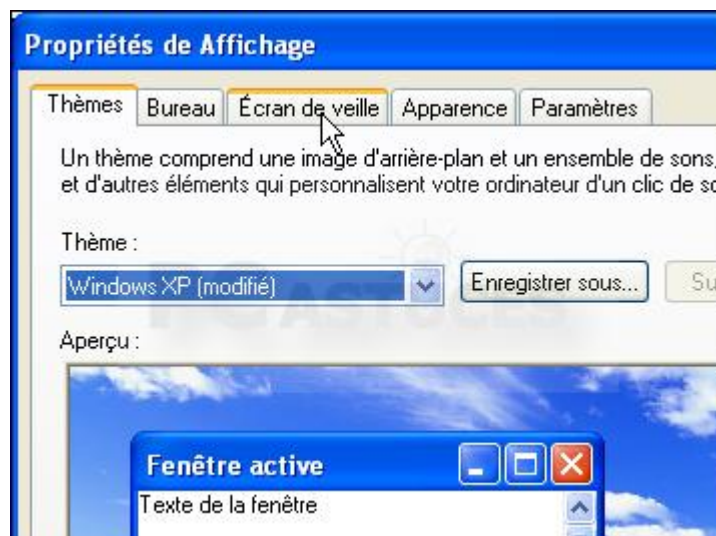 Propriétés de Affichage
Thèmes Bureau Écran de veille Apparence Paramètres
Un thème comprend une image d'arrière-plan et un ensemble de sons,
et d'autres éléments qui personnalisent votre ordinateur d'un clic de so
Thème :
Windows XP (modifié) Enregistrer sous... Su
PC ASTUCES
Aperçu :
Fenêtre active
Texte de la fenêtre